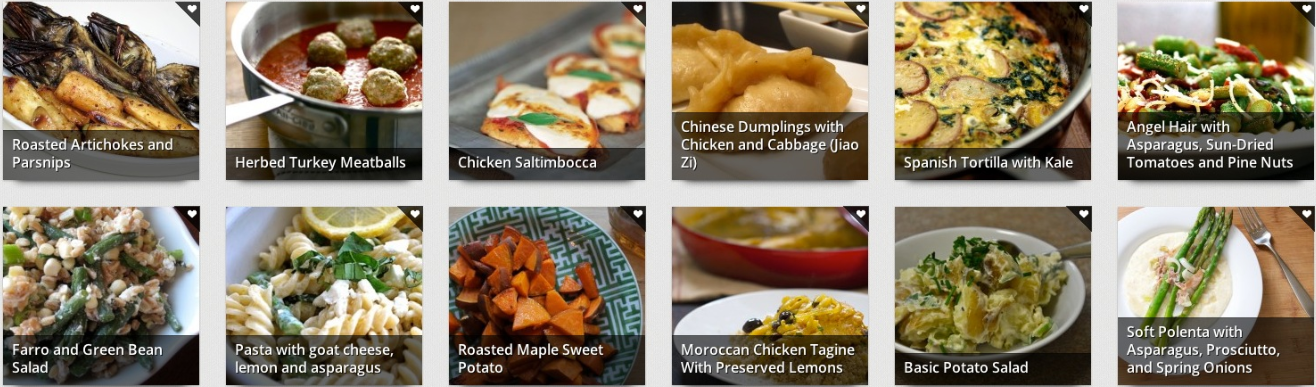 Roasted Artichokes and
Parsnips
Herbed Turkey Meatballs
Chicken Saltimbocca
Chinese Dumplings with
Chicken and Cabbage (Jiao
Zi)
Spanish Tortilla with Kale
Angel Hair with
Asparagus, Sun-Dried
Tomatoes and Pine Nuts
Farro and Green Bean
Salad
Pasta with goat cheese,
lemon and asparagus
Roasted Maple Sweet
Potato
Moroccan Chicken Tagine
With Preserved Lemons
Basic Potato Salad
Soft Polenta with
Asparagus, Prosciutto,
and Spring Onions